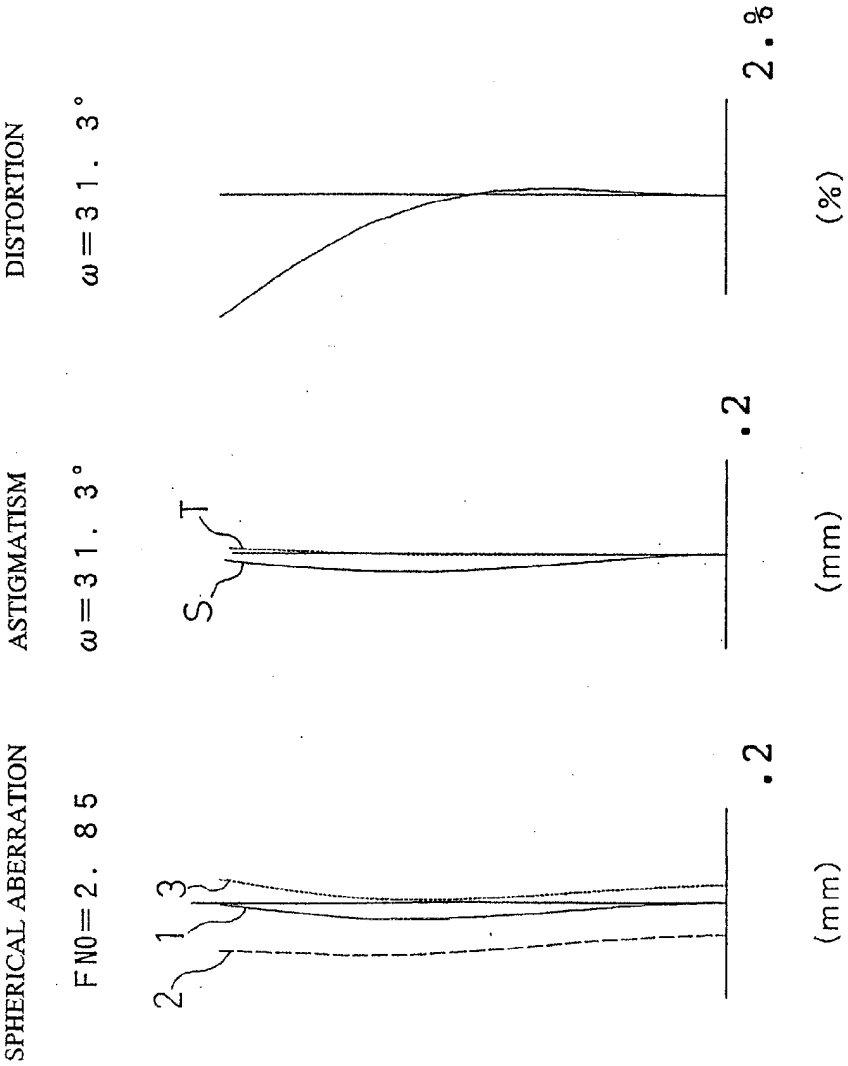 SPHERICAL ABERRATION
FNO=2.85
2
1
3
.2
(mm)
ASTIGMATISM
ω=31.3°
S
T
.2
(mm)
DISTORTION
ω=31.3°
2.%
(%)